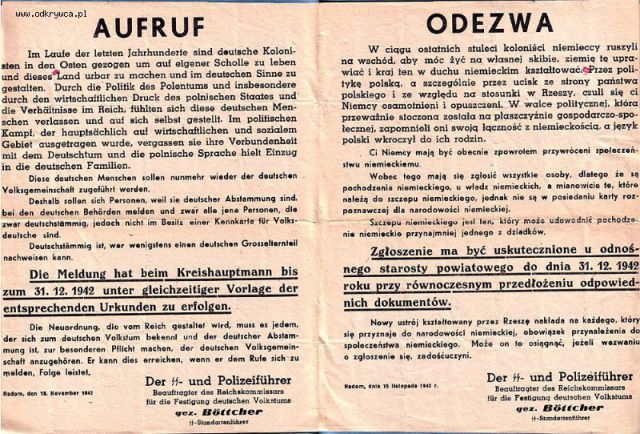 www.odkrywca.pl
AUFRUF
Im Laufe der letzten Jahrhunderte sind deutsche Koloni-
sten in den Osten gezogen um auf eigener Scholle zu leben
und dieses Land urbar zu machen und im deutschen Sinne zu
gestalten. Durch die Politik des Polentums und insbesondere
durch den wirtschaftlichen Druck des polnischen Staates und
die Verhältnisse im Reich, fühlten sich diese deutschen Men-
schen verlassen und auf sich selbst gestellt. Im politischen
Kampf, der hauptsächlich auf wirtschaftlichen und sozialem
Gebiet ausgetragen wurde, vergassen sie ihre Verbundenheit
mit dem Deutschtum und die polnische Sprache hielt Einzug
in die deutschen Familien.
Diese deutschen Menschen sollen nunmehr wieder der deutschen
Volksgemeinschaft zugeführt werden.
Deshalb sollen sich Personen, weil sie deutscher Abstammung sind,
bei den deutschen Behörden melden und zwar alle jene Personen, die
zwar deutschstämmig, jedoch nicht im Besitz einer Kennkarte für Volks-
deutsche sind.
Deutschstämmig ist, wer wenigstens einen deutschen Grosselternteil
nachweisen kann.
Die Meldung hat beim Kreishauptmann bis
zum 31. 12. 1942 unter gleichzeitiger Vorlage der
entsprechenden Urkunden zu erfolgen.
Die Neuordnung, die vom Reich gestaltet wird, muss es jedem,
der sich zum deutschen Volkstum bekennt und der deutscher Abstam-
mung ist, zur besonderen Pflicht machen, der deutschen Volksgemein-
schaft anzugehören. Er kann dies erreichen, wenn er dem Rufe sich zu
melden, Folge leistet.
Radom, den 15. November 1942
Der SS- und Polizeiführer
Beauftragter des Reichskommissars
für die Festigung deutschen Volkstums
gez. Böttcher
SS-Standartenführer
ODEZWA
W ciągu ostatnich stuleci koloniści niemieccy ruszyli
na wschód, aby móc żyć na własnej skibie, ziemię tę upra-
wiać i kraj ten w duchu niemieckim kształtować. Przez poli-
tykę polską, a szczególnie przez ucisk ze strony państwa
polskiego i ze względu na stosunki w Rzeszy, czuli się ci
Niemcy osamotnieni i opuszczeni. W walce politycznej, która
przeważnie stoczona została na płaszczyźnie gospodarczo-spo-
łecznej, zapomnieli oni swoją łączność z niemieckością, a język
polski wkroczył do ich rodzin.
Ci Niemcy mają być obecnie zpowrotem przywróceni społeczeń-
stwu niemieckiemu.
Wobec tego mają się zgłosić wszystkie osoby, dlatego że są
pochodzenia niemieckiego, u władz niemieckich, a mianowicie te, które
należą do szczepu niemieckiego, jednak nie są w posiadaniu karty roz-
poznawczej dla narodowości niemieckiej.
Szczepu niemieckiego jest ten, który może udowodnić pochodze-
nie niemieckie przynajmniej jednego z dziadków.
Zgłoszenie ma być uskutecznione u odnoś-
nego starosty powiatowego do dnia 31. 12. 1942
roku przy równoczesnym przedłożeniu odpowied-
nich dokumentów.
Nowy ustrój kształtowany przez Rzeszę nakłada na każdego, który
się przyznaje do narodowości niemieckiej, obowiązek przynależenia do
społeczeństwa niemieckiego. Może on to osiągnąć, jeżeli wezwaniu
o zgłoszenie się, zadośćuczyni.
Radom, dnia 15 listopada 1942 r.
Der SS- und Polizeiführer
Beauftragter des Reichskommissars
für die Festigung deutschen Volkstums
gez. Böttcher
SS-Standartenführer